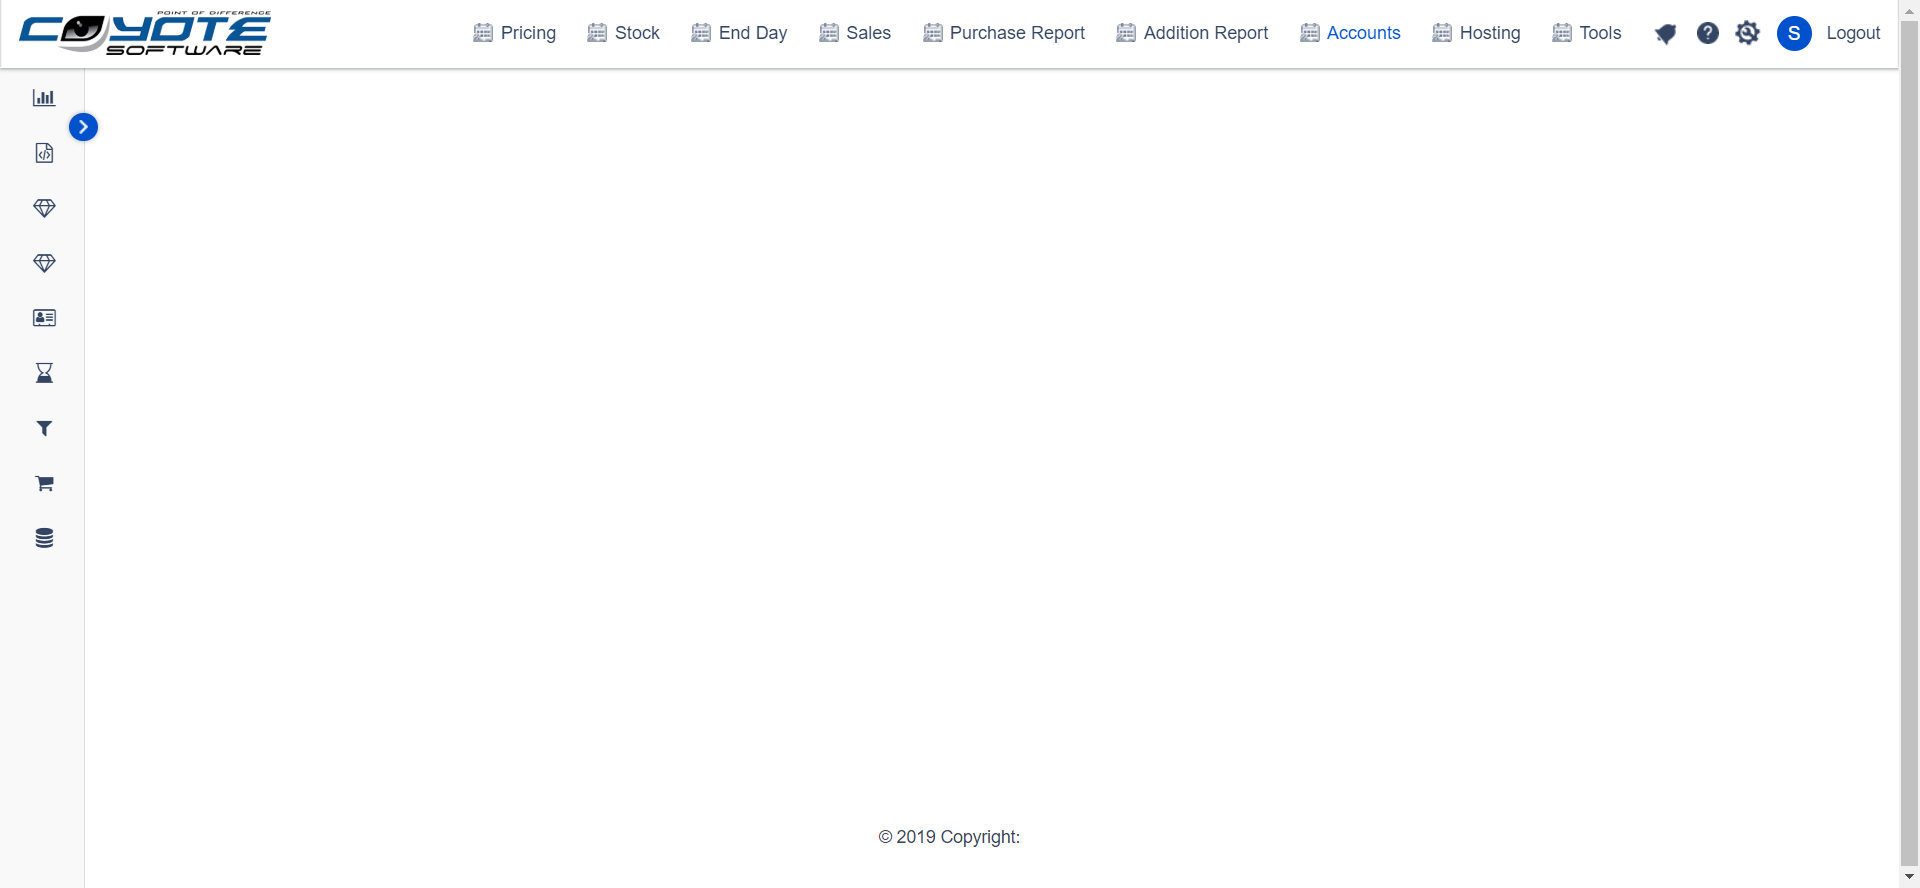 POINT OF DIFFERENCE
COYOTE
SOFTWARE
Pricing Stock End Day Sales Purchase Report Addition Report Accounts Hosting Tools ? S Logout
© 2019 Copyright: